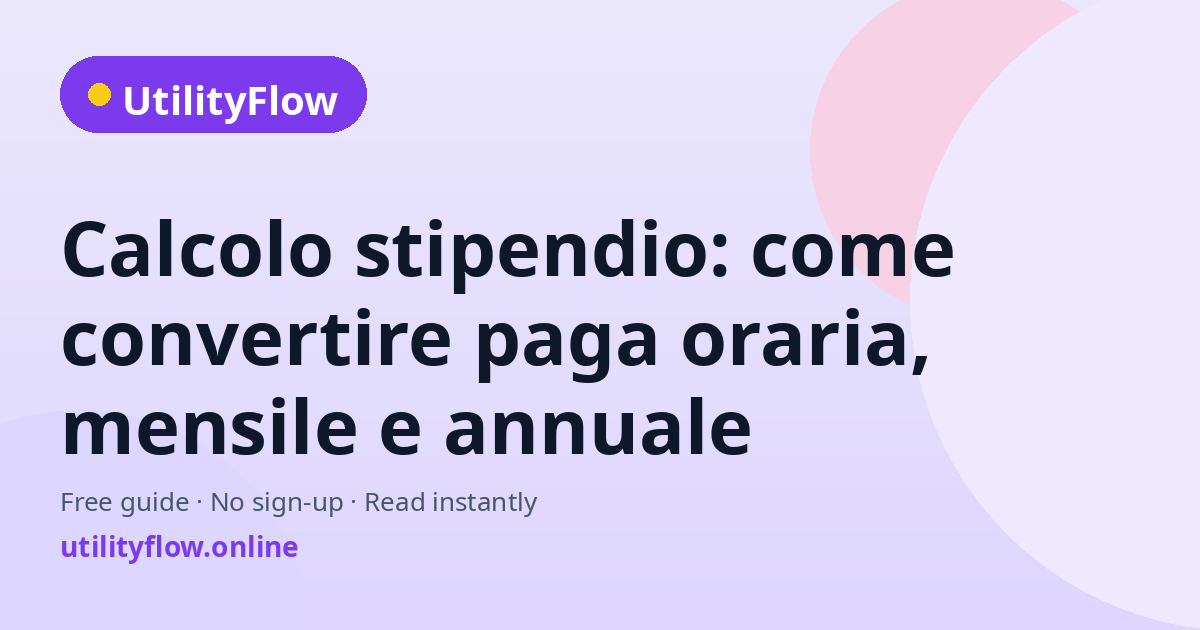 UtilityFlow
Calcolo stipendio: come
convertire paga oraria,
mensile e annuale
Free guide · No sign-up · Read instantly
utilityflow.online